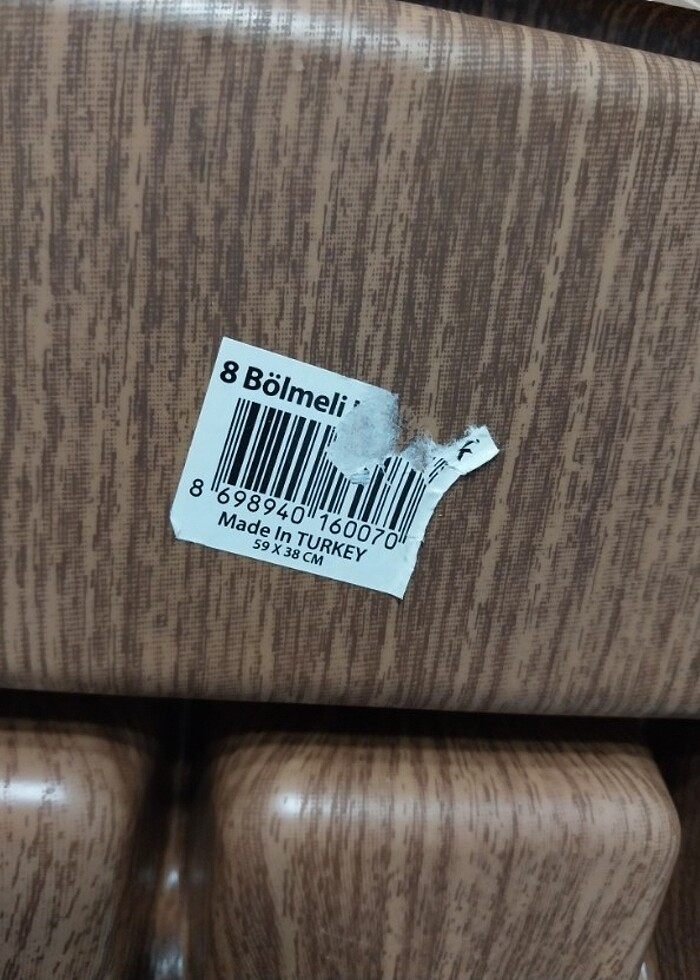 8 Bölmeli
8 698940 160070
Made In TURKEY
59 X 38 CM